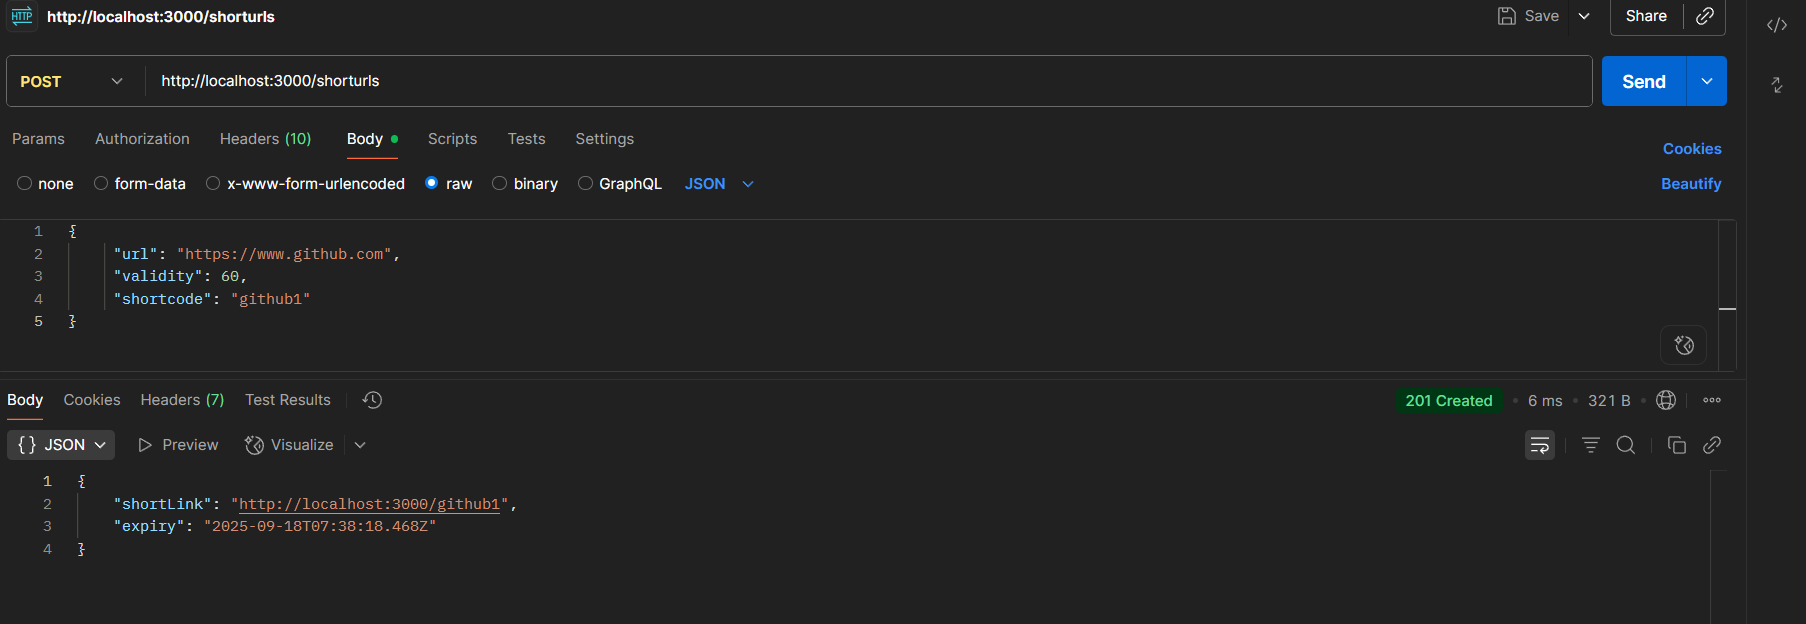 HTTP http://localhost:3000/shorturls Save Share
POST http://localhost:3000/shorturls Send
Params Authorization Headers (10) Body Scripts Tests Settings Cookies
none form-data x-www-form-urlencoded raw binary GraphQL JSON Beautify
1 {
2 "url": "https://www.github.com",
3 "validity": 60,
4 "shortcode": "github1"
5 }
Body Cookies Headers (7) Test Results 201 Created 6 ms 321 B
{} JSON Preview Visualize
1 {
2 "shortLink": "http://localhost:3000/github1",
3 "expiry": "2025-09-18T07:38:18.468Z"
4 }